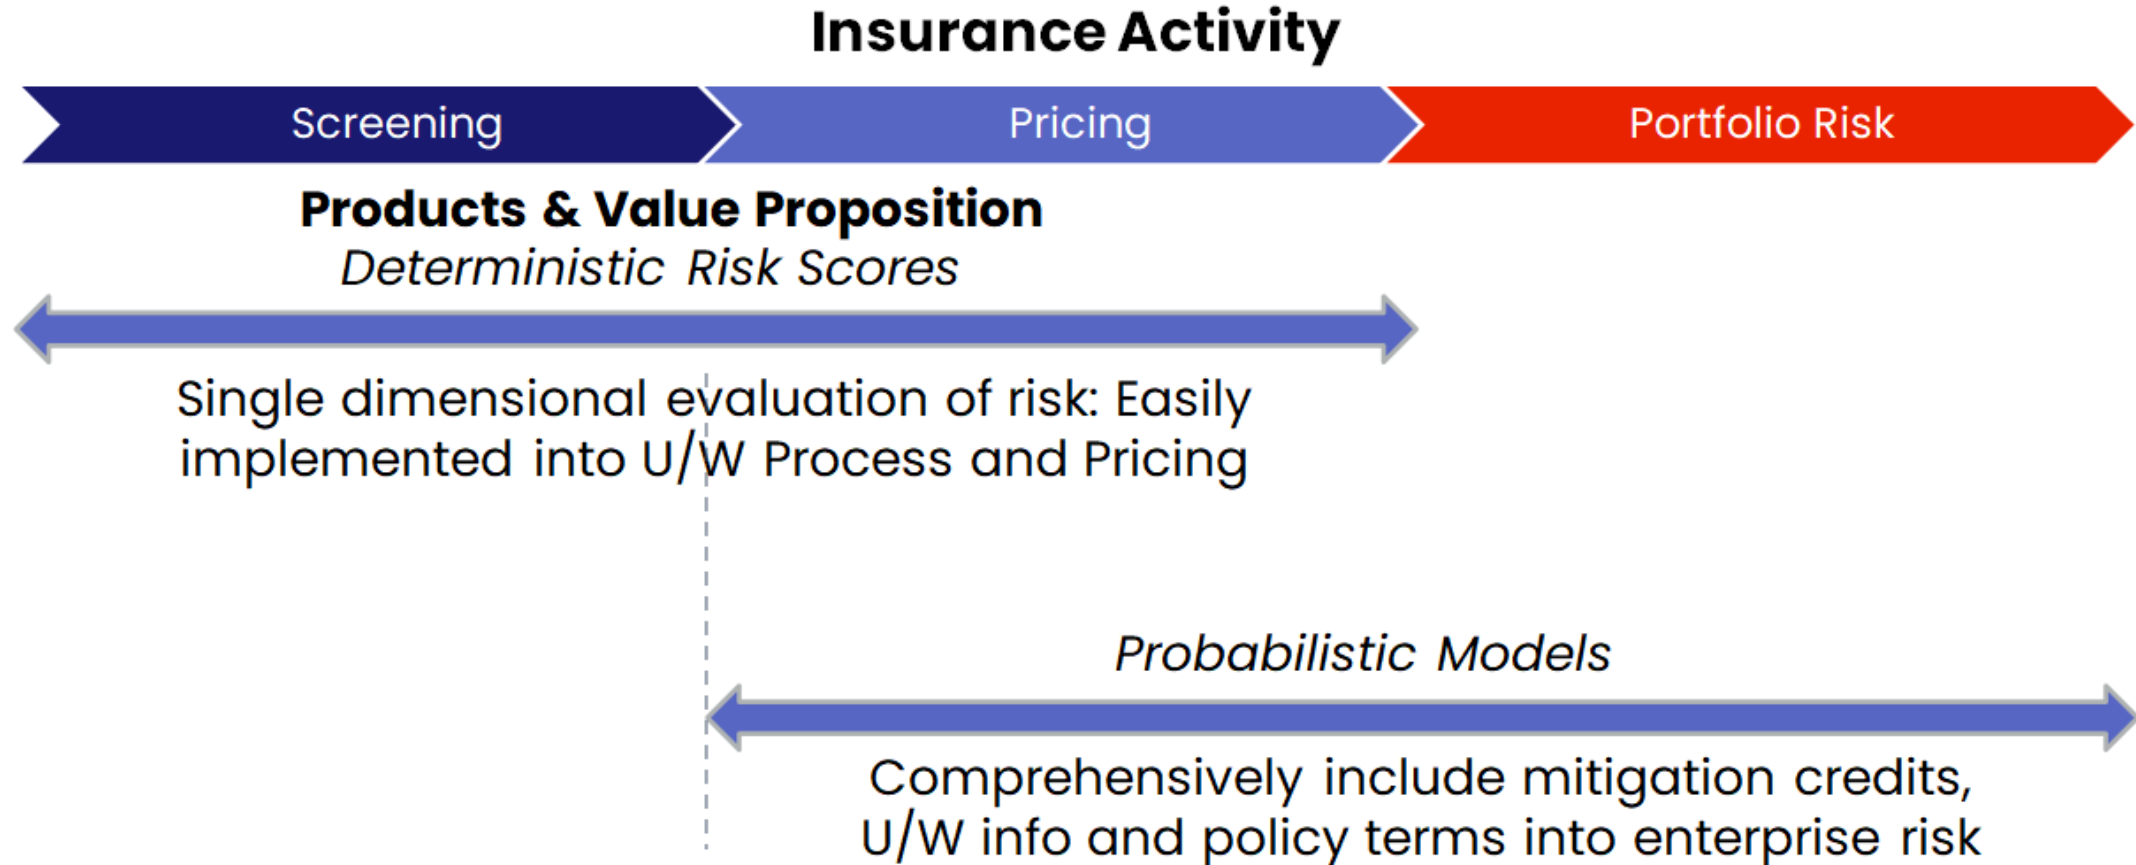 Insurance Activity
Screening
Pricing
Portfolio Risk
Products & Value Proposition
Deterministic Risk Scores
Single dimensional evaluation of risk: Easily
implemented into U/W Process and Pricing
Probabilistic Models
Comprehensively include mitigation credits,
U/W info and policy terms into enterprise risk